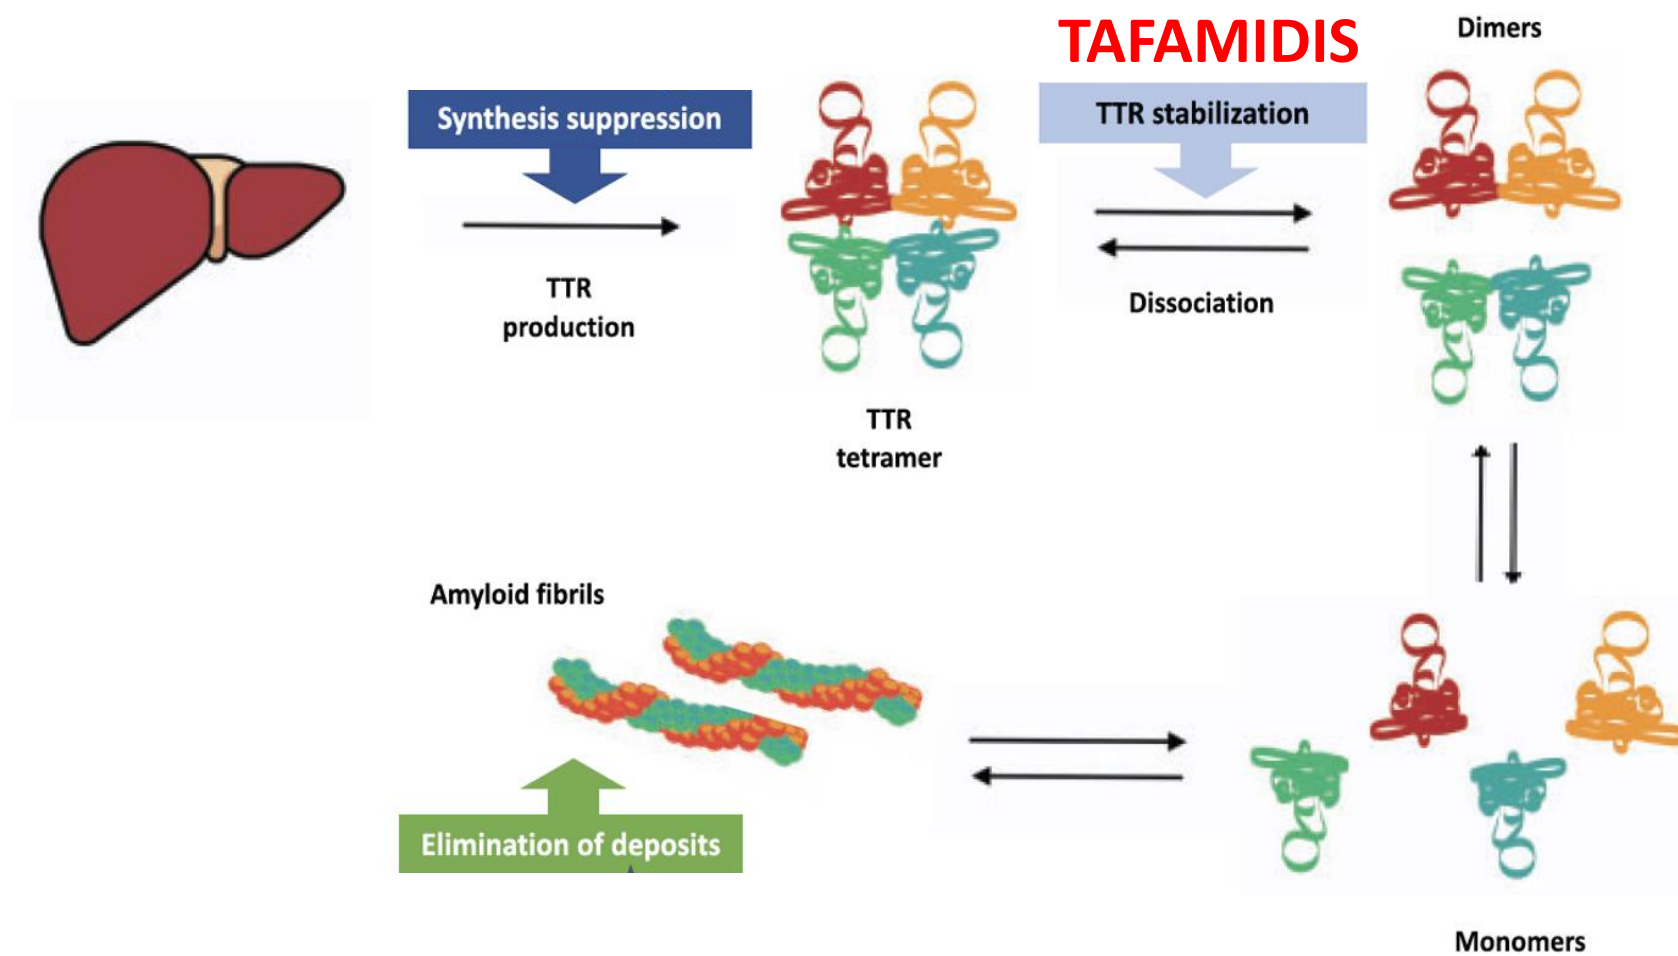 TAFAMIDIS
Dimers
Synthesis suppression
TTR stabilization
TTR
production
Dissociation
TTR
tetramer
Amyloid fibrils
Elimination of deposits
Monomers